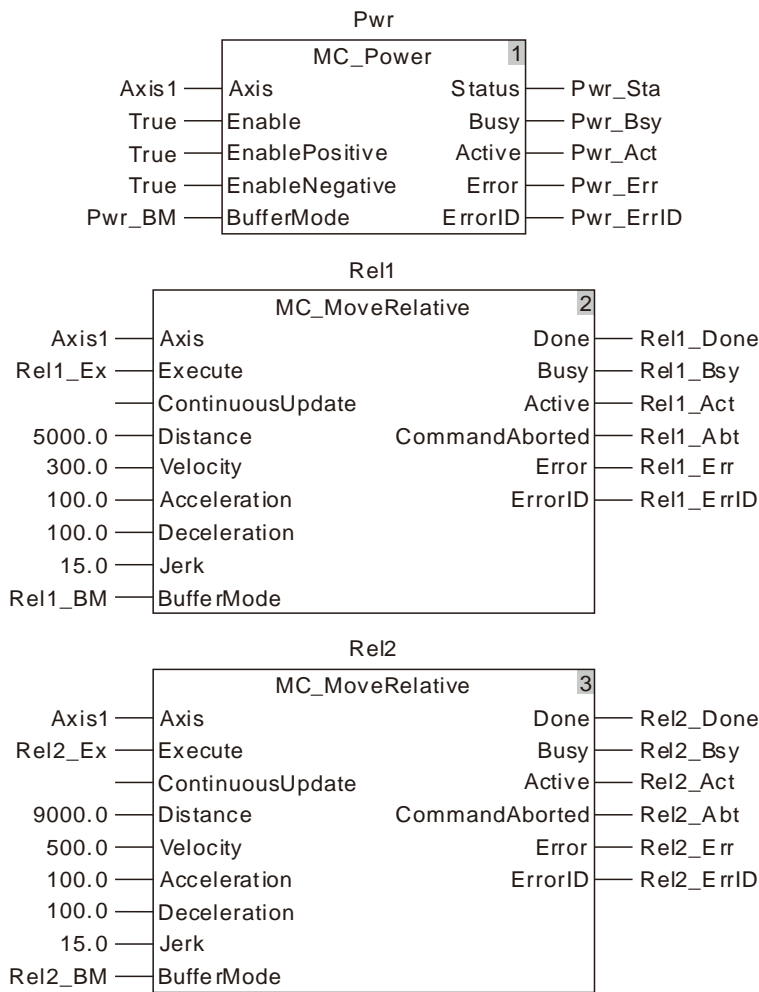 Pwr
MC_Power 1
Axis1 Axis Status Pwr_Sta
True Enable Busy Pwr_Bsy
True EnablePositive Active Pwr_Act
True EnableNegative Error Pwr_Err
Pwr_BM BufferMode ErrorID Pwr_ErrID
Rel1
MC_MoveRelative 2
Axis1 Axis Done Rel1_Done
Rel1_Ex Execute Busy Rel1_Bsy
ContinuousUpdate Active Rel1_Act
5000.0 Distance CommandAborted Rel1_Abt
300.0 Velocity Error Rel1_Err
100.0 Acceleration ErrorID Rel1_ErrID
100.0 Deceleration
15.0 Jerk
Rel1_BM BufferMode
Rel2
MC_MoveRelative 3
Axis1 Axis Done Rel2_Done
Rel2_Ex Execute Busy Rel2_Bsy
ContinuousUpdate Active Rel2_Act
9000.0 Distance CommandAborted Rel2_Abt
500.0 Velocity Error Rel2_Err
100.0 Acceleration ErrorID Rel2_ErrID
100.0 Deceleration
15.0 Jerk
Rel2_BM BufferMode